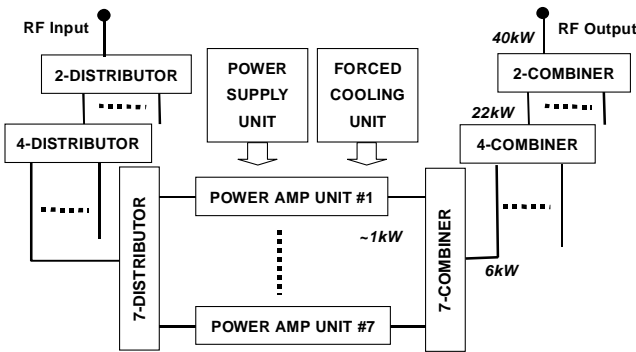 RF Input
40kW
RF Output
2-DISTRIBUTOR
POWER
SUPPLY
UNIT
FORCED
COOLING
UNIT
2-COMBINER
22kW
4-DISTRIBUTOR
4-COMBINER
7-DISTRIBUTOR
POWER AMP UNIT #1
~1kW
7-COMBINER
6kW
POWER AMP UNIT #7